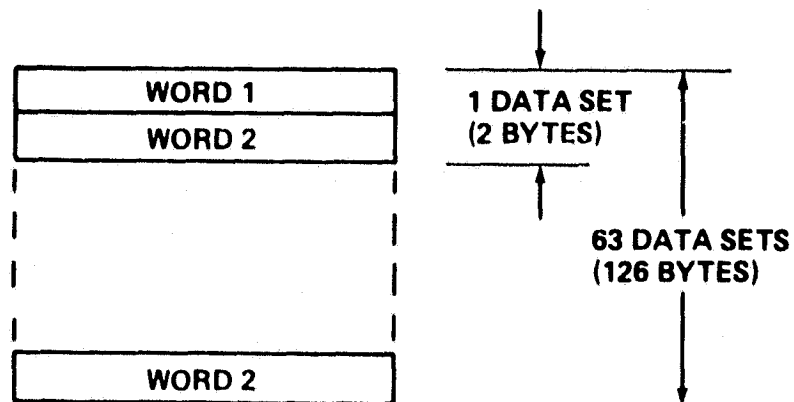 WORD 1
WORD 2
1 DATA SET
(2 BYTES)
63 DATA SETS
(126 BYTES)
WORD 2